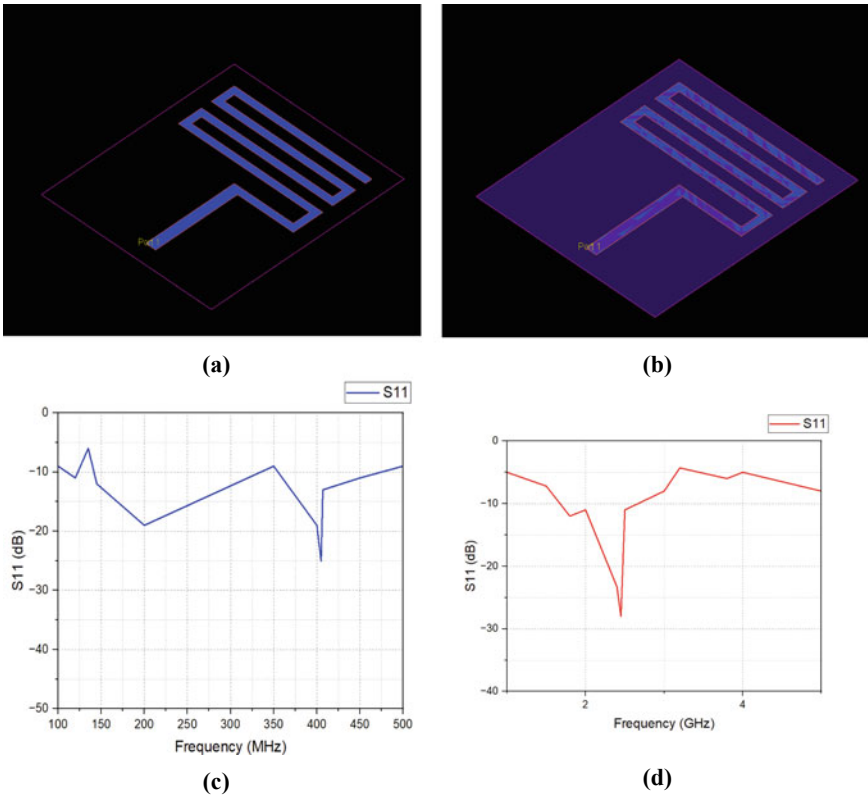 Port 1
Port 1
(a)
(b)
S11
0
−10
−20
−30
−40
−50
S11 (dB)
100
150
200
250
300
350
400
450
500
Frequency (MHz)
(c)
S11
0
−10
−20
−30
−40
S11 (dB)
2
4
Frequency (GHz)
(d)